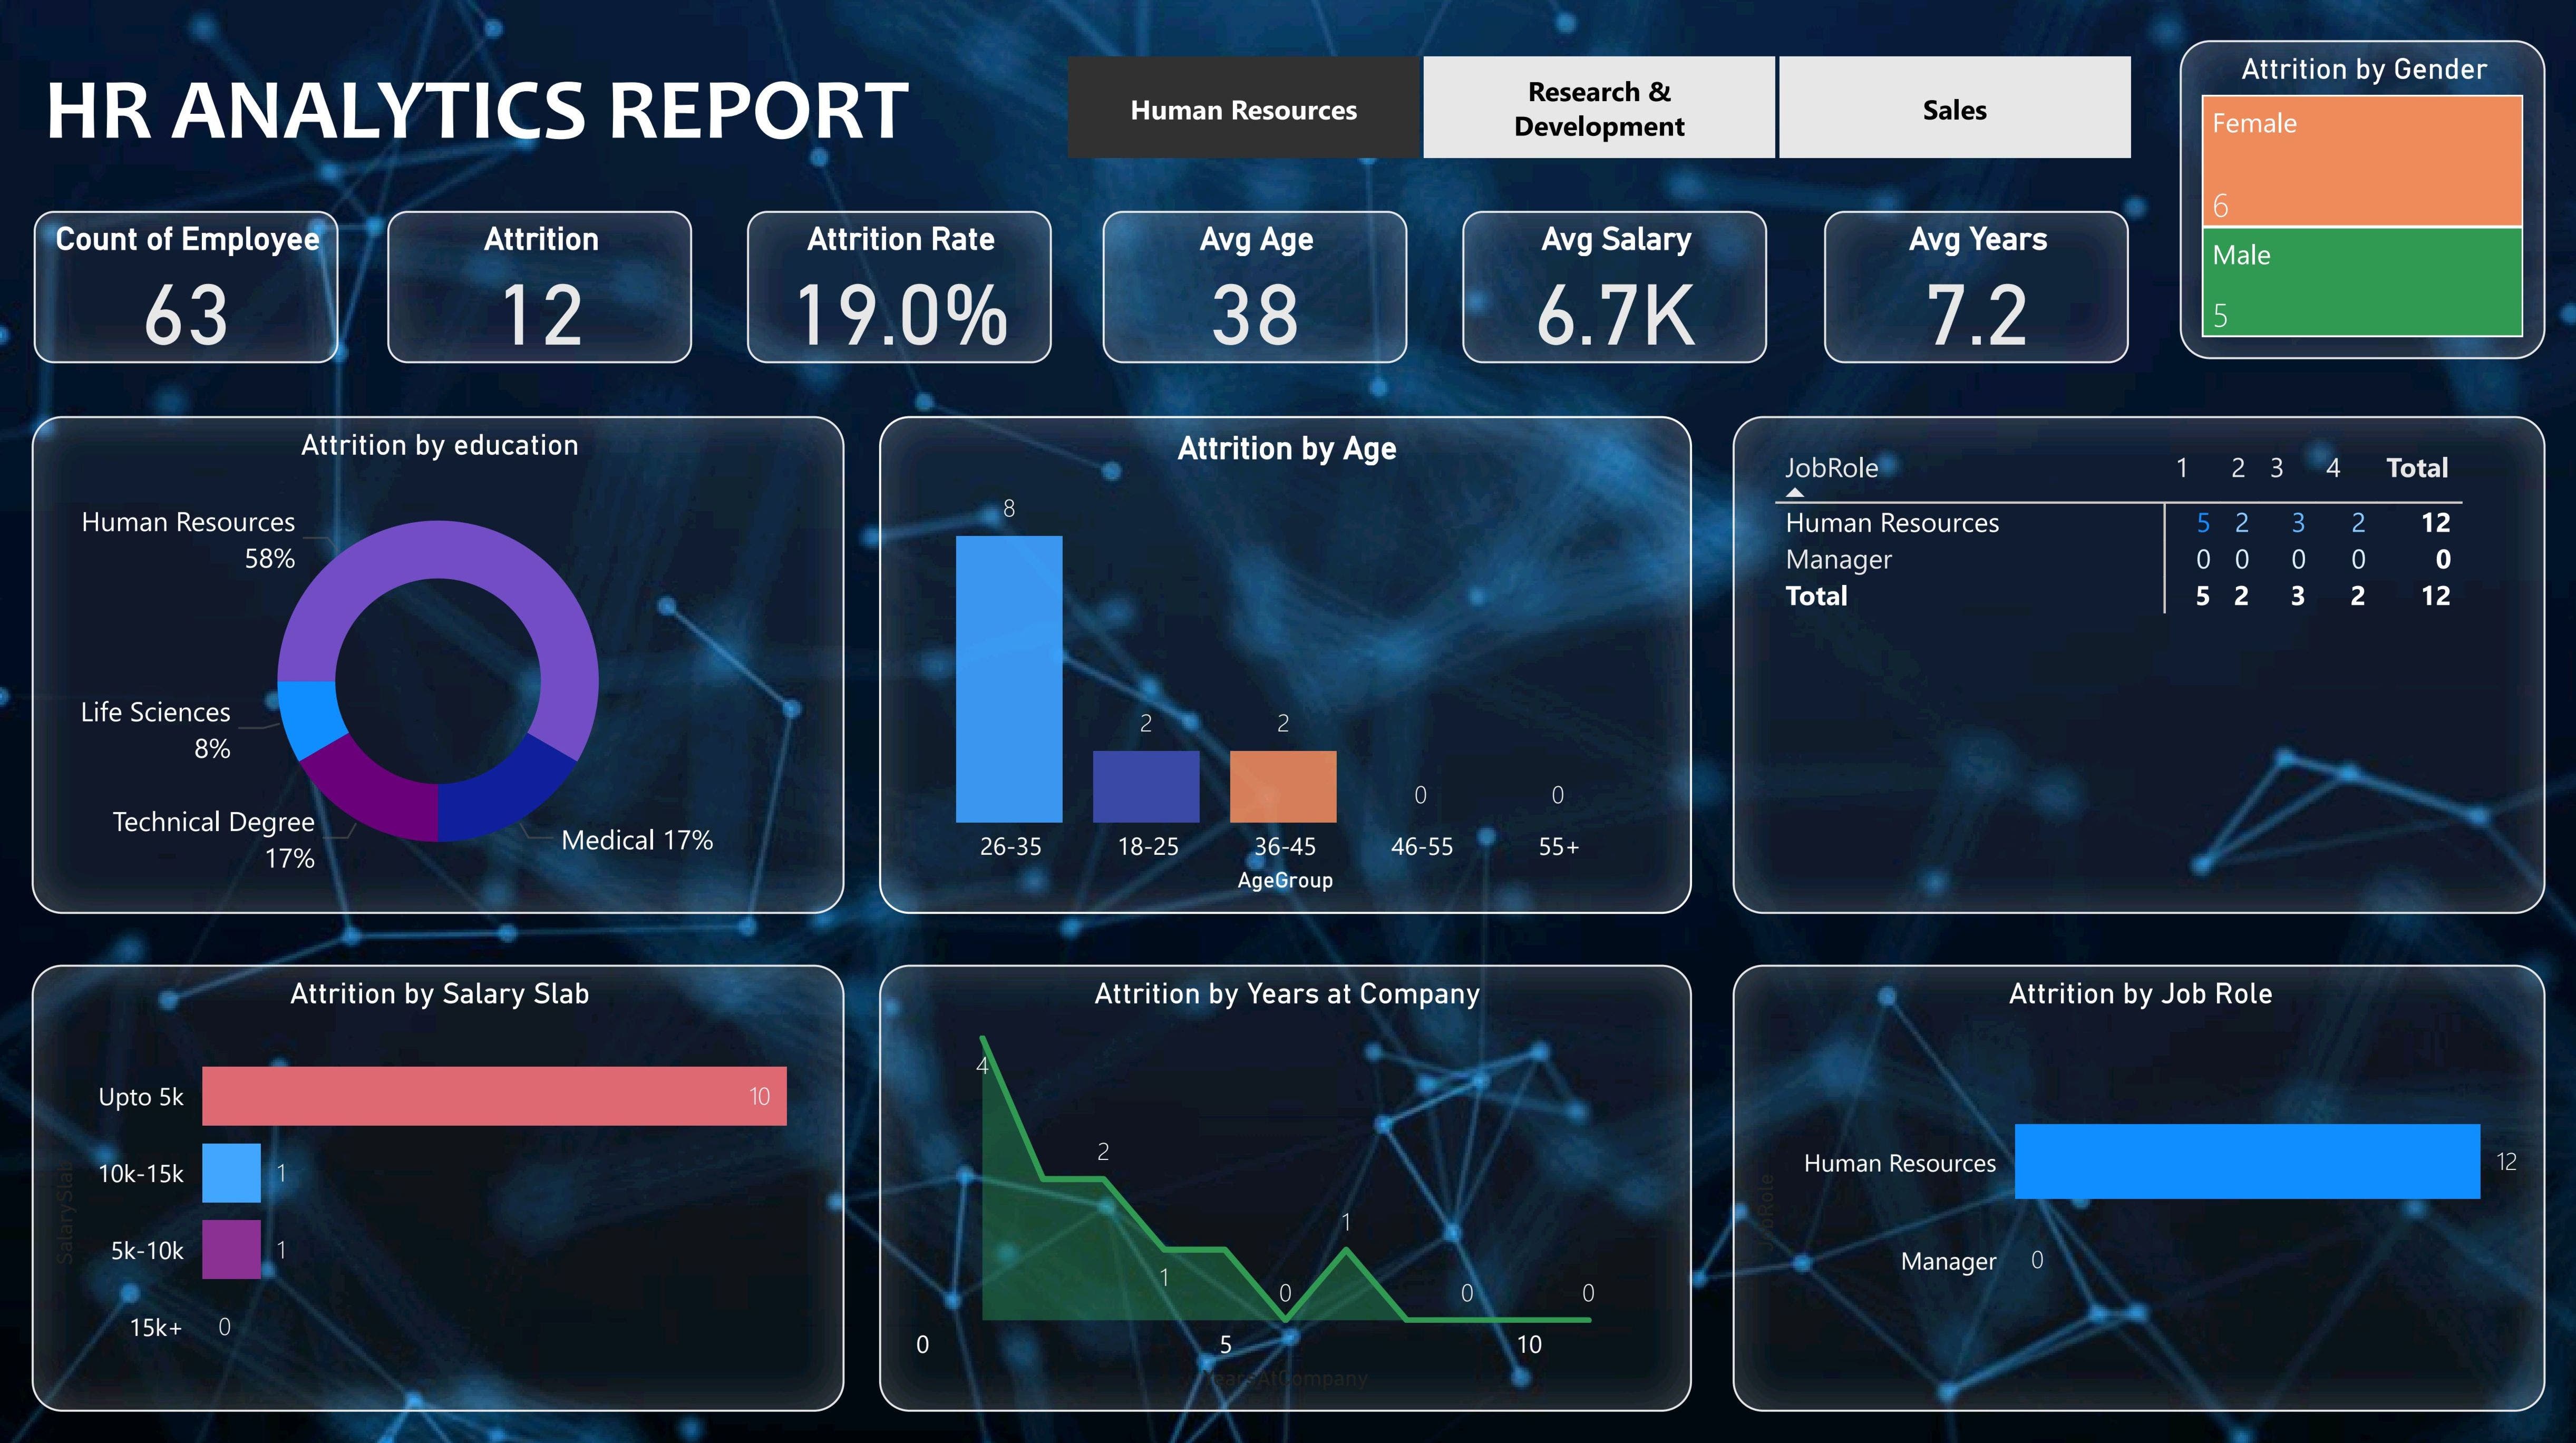 HR ANALYTICS REPORT
Human Resources
Research &
Development
Sales
Attrition by Gender
Female
6
Male
5
Count of Employee
63
Attrition
12
Attrition Rate
19.0%
Avg Age
38
Avg Salary
6.7K
Avg Years
7.2
Attrition by education
Human Resources
58%
Life Sciences
8%
Technical Degree
17%
Medical 17%
Attrition by Age
8
2
2
0
0
26-35 18-25 36-45 46-55 55+
AgeGroup
JobRole 1 2 3 4 Total
Human Resources 5 2 3 2 12
Manager 0 0 0 0 0
Total 5 2 3 2 12
Attrition by Salary Slab
SalarySlab
Upto 5k 10
10k-15k 1
5k-10k 1
15k+ 0
Attrition by Years at Company
4
2
1
0
1
0
0
0 5 10
YearsAtCompany
Attrition by Job Role
JobRole
Human Resources 12
Manager 0